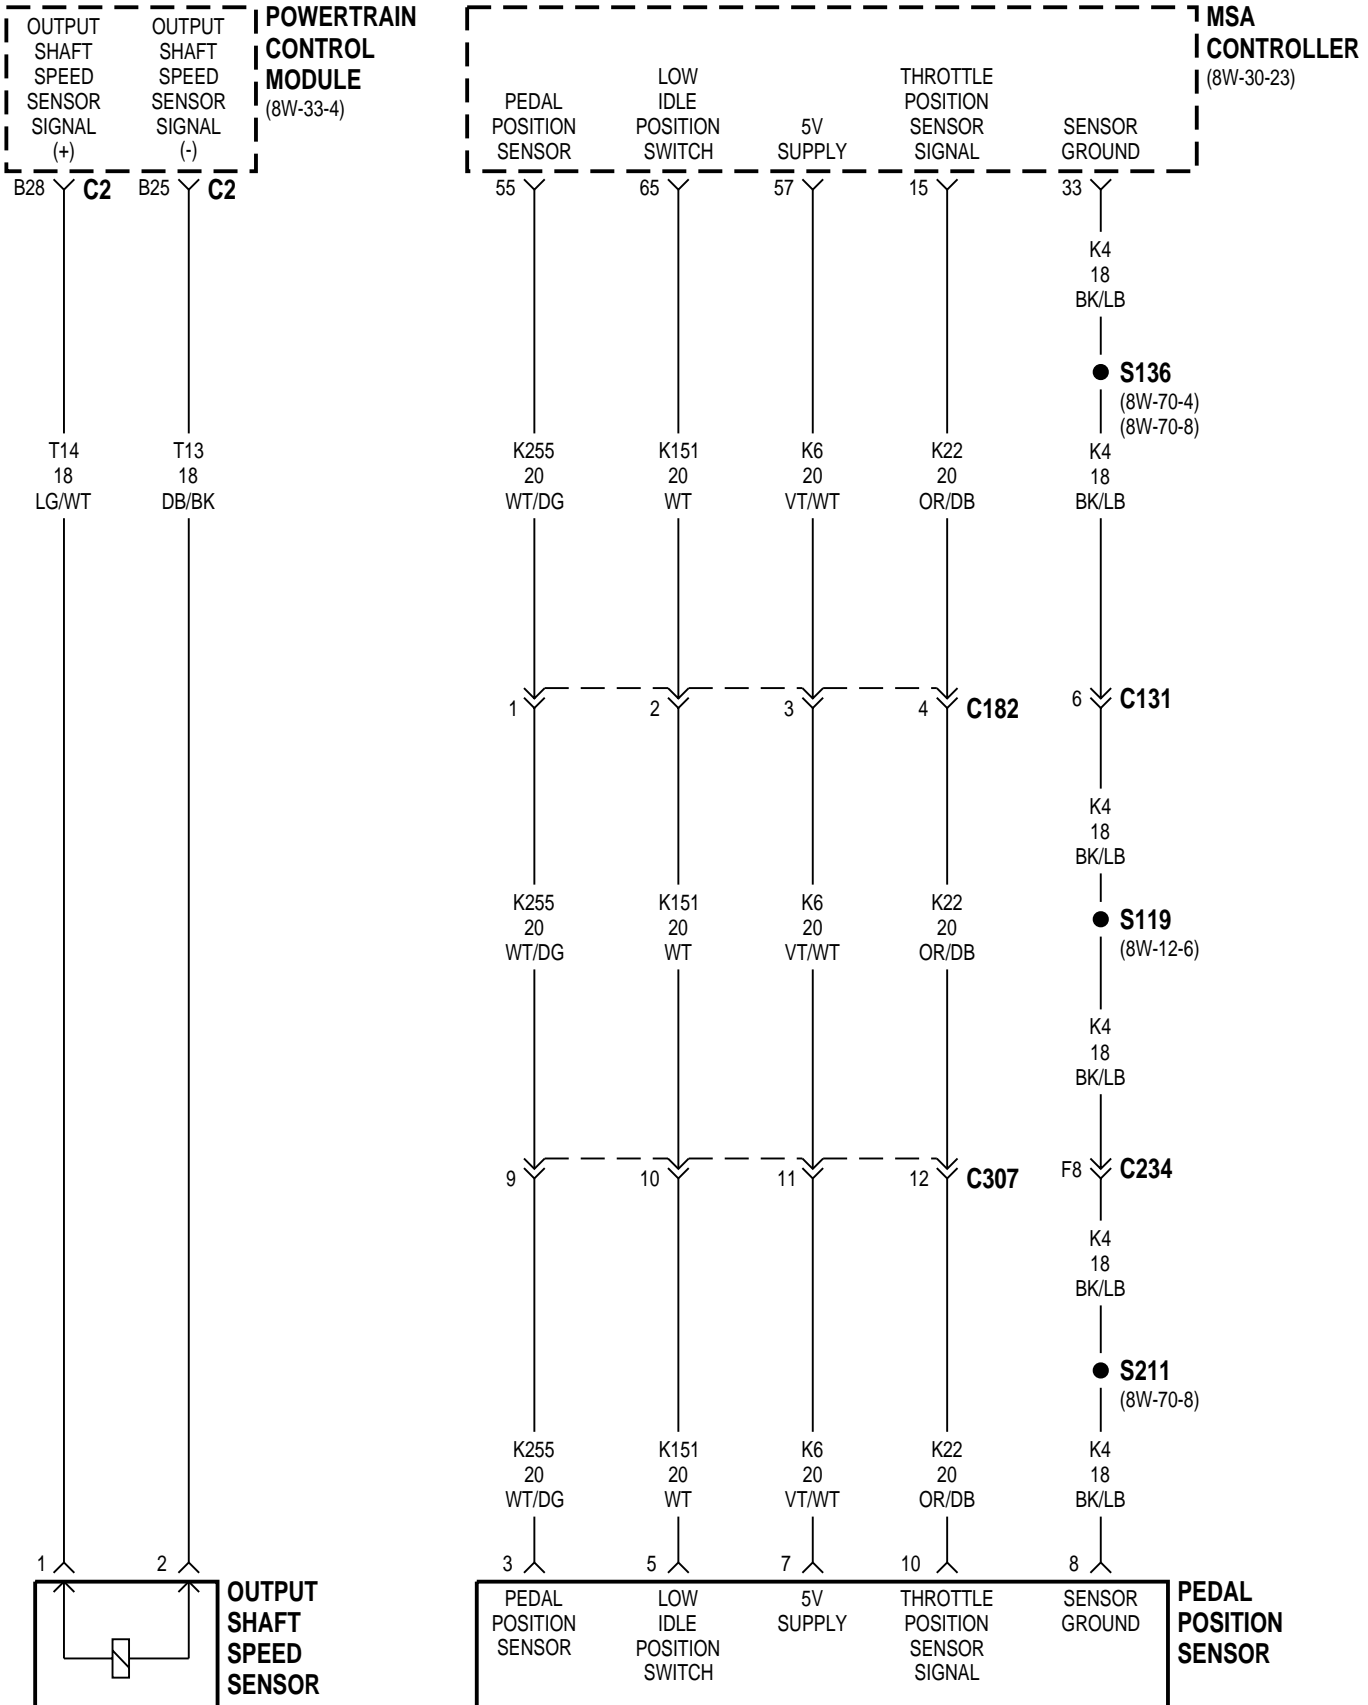 OUTPUT
SHAFT
SPEED
SENSOR
SIGNAL
(+)
OUTPUT
SHAFT
SPEED
SENSOR
SIGNAL
(-)
POWERTRAIN
CONTROL
MODULE
(8W-33-4)
PEDAL
POSITION
SENSOR
LOW
IDLE
POSITION
SWITCH
5V
SUPPLY
THROTTLE
POSITION
SENSOR
SIGNAL
SENSOR
GROUND
MSA
CONTROLLER
(8W-30-23)
B28 C2 B25 C2 55 65 57 15 33
K4
18
BK/LB
S136
(8W-70-4)
(8W-70-8)
T14
18
LG/WT
T13
18
DB/BK
K255
20
WT/DG
K151
20
WT
K6
20
VT/WT
K22
20
OR/DB
K4
18
BK/LB
1 2 3 4 C182 6 C131
K4
18
BK/LB
K255
20
WT/DG
K151
20
WT
K6
20
VT/WT
K22
20
OR/DB
S119
(8W-12-6)
K4
18
BK/LB
9 10 11 12 C307 F8 C234
K4
18
BK/LB
S211
(8W-70-8)
K255
20
WT/DG
K151
20
WT
K6
20
VT/WT
K22
20
OR/DB
K4
18
BK/LB
1 2 3 5 7 10 8
OUTPUT
SHAFT
SPEED
SENSOR
PEDAL
POSITION
SENSOR
LOW
IDLE
POSITION
SWITCH
5V
SUPPLY
THROTTLE
POSITION
SENSOR
SIGNAL
SENSOR
GROUND
PEDAL
POSITION
SENSOR